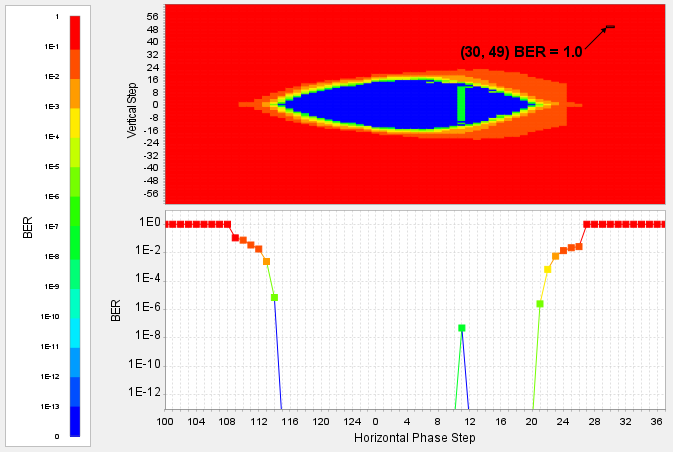 1
1E-1
1E-2
1E-3
1E-4
1E-5
1E-6
1E-7
1E-8
1E-9
1E-10
1E-11
1E-12
1E-13
0
BER
56
48
40
32
24
16
8
0
-8
-16
-24
-32
-40
-48
-56
Vertical Step
(30, 49) BER = 1.0
1E0
1E-2
1E-4
1E-6
1E-8
1E-10
1E-12
BER
100 104 108 112 116 120 124 0 4 8 12 16 20 24 28 32 36
Horizontal Phase Step